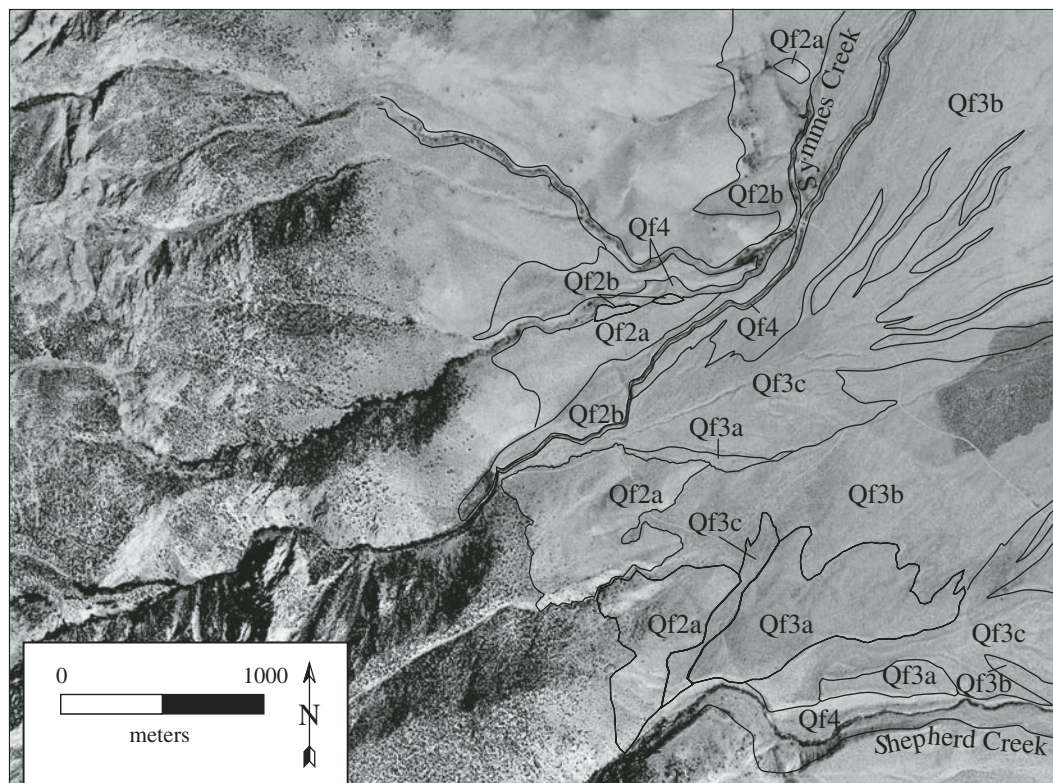 Qf2a
Symmes Creek
Qf3b
Qf2b
Qf4
Qf2b
Qf2a
Qf4
Qf3c
Qf2b
Qf3a
Qf2a
Qf3b
Qf3c
Qf2a
Qf3a
Qf3c
Qf3a
Qf3b
Qf4
Shepherd Creek
0 1000
meters
N